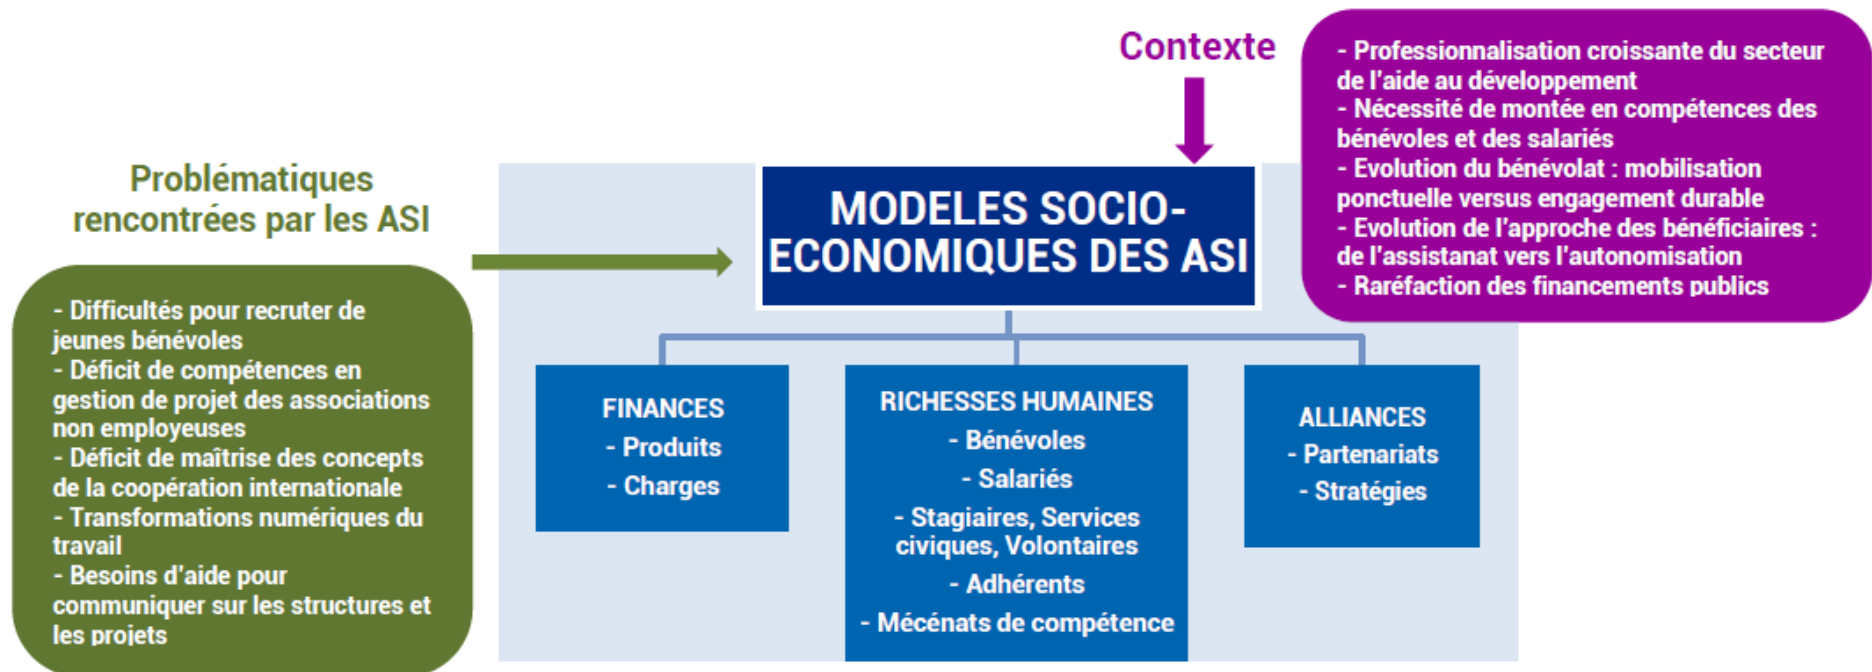 Contexte
- Professionnalisation croissante du secteur
de l'aide au développement
- Nécessité de montée en compétences des
bénévoles et des salariés
- Evolution du bénévolat : mobilisation
ponctuelle versus engagement durable
- Evolution de l'approche des bénéficiaires :
de l'assistanat vers l'autonomisation
- Raréfaction des financements publics
Problématiques
rencontrées par les ASI
- Difficultés pour recruter de
jeunes bénévoles
- Déficit de compétences en
gestion de projet des associations
non employeuses
- Déficit de maîtrise des concepts
de la coopération internationale
- Transformations numériques du
travail
- Besoins d'aide pour
communiquer sur les structures et
les projets
MODELES SOCIO-
ECONOMIQUES DES ASI
FINANCES
- Produits
- Charges
RICHESSES HUMAINES
- Bénévoles
- Salariés
- Stagiaires, Services
civiques, Volontaires
- Adhérents
- Mécénats de compétence
ALLIANCES
- Partenariats
- Stratégies